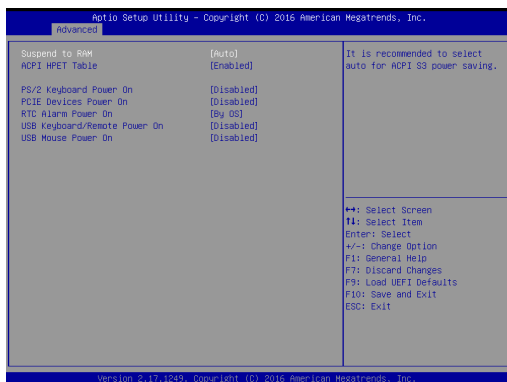 Aptio Setup Utility – Copyright (C) 2016 American Megatrends, Inc.
Advanced
Suspend to RAM [Auto]
ACPI HPET Table [Enabled]
PS/2 Keyboard Power On [Disabled]
PCIE Devices Power On [Disabled]
RTC Alarm Power On [By OS]
USB Keyboard/Remote Power On [Disabled]
USB Mouse Power On [Disabled]
It is recommended to select
auto for ACPI S3 power saving.
↔: Select Screen
↑↓: Select Item
Enter: Select
+/-: Change Option
F1: General Help
F7: Discard Changes
F9: Load UEFI Defaults
F10: Save and Exit
ESC: Exit
Version 2.17.1249. Copyright (C) 2016 American Megatrends, Inc.